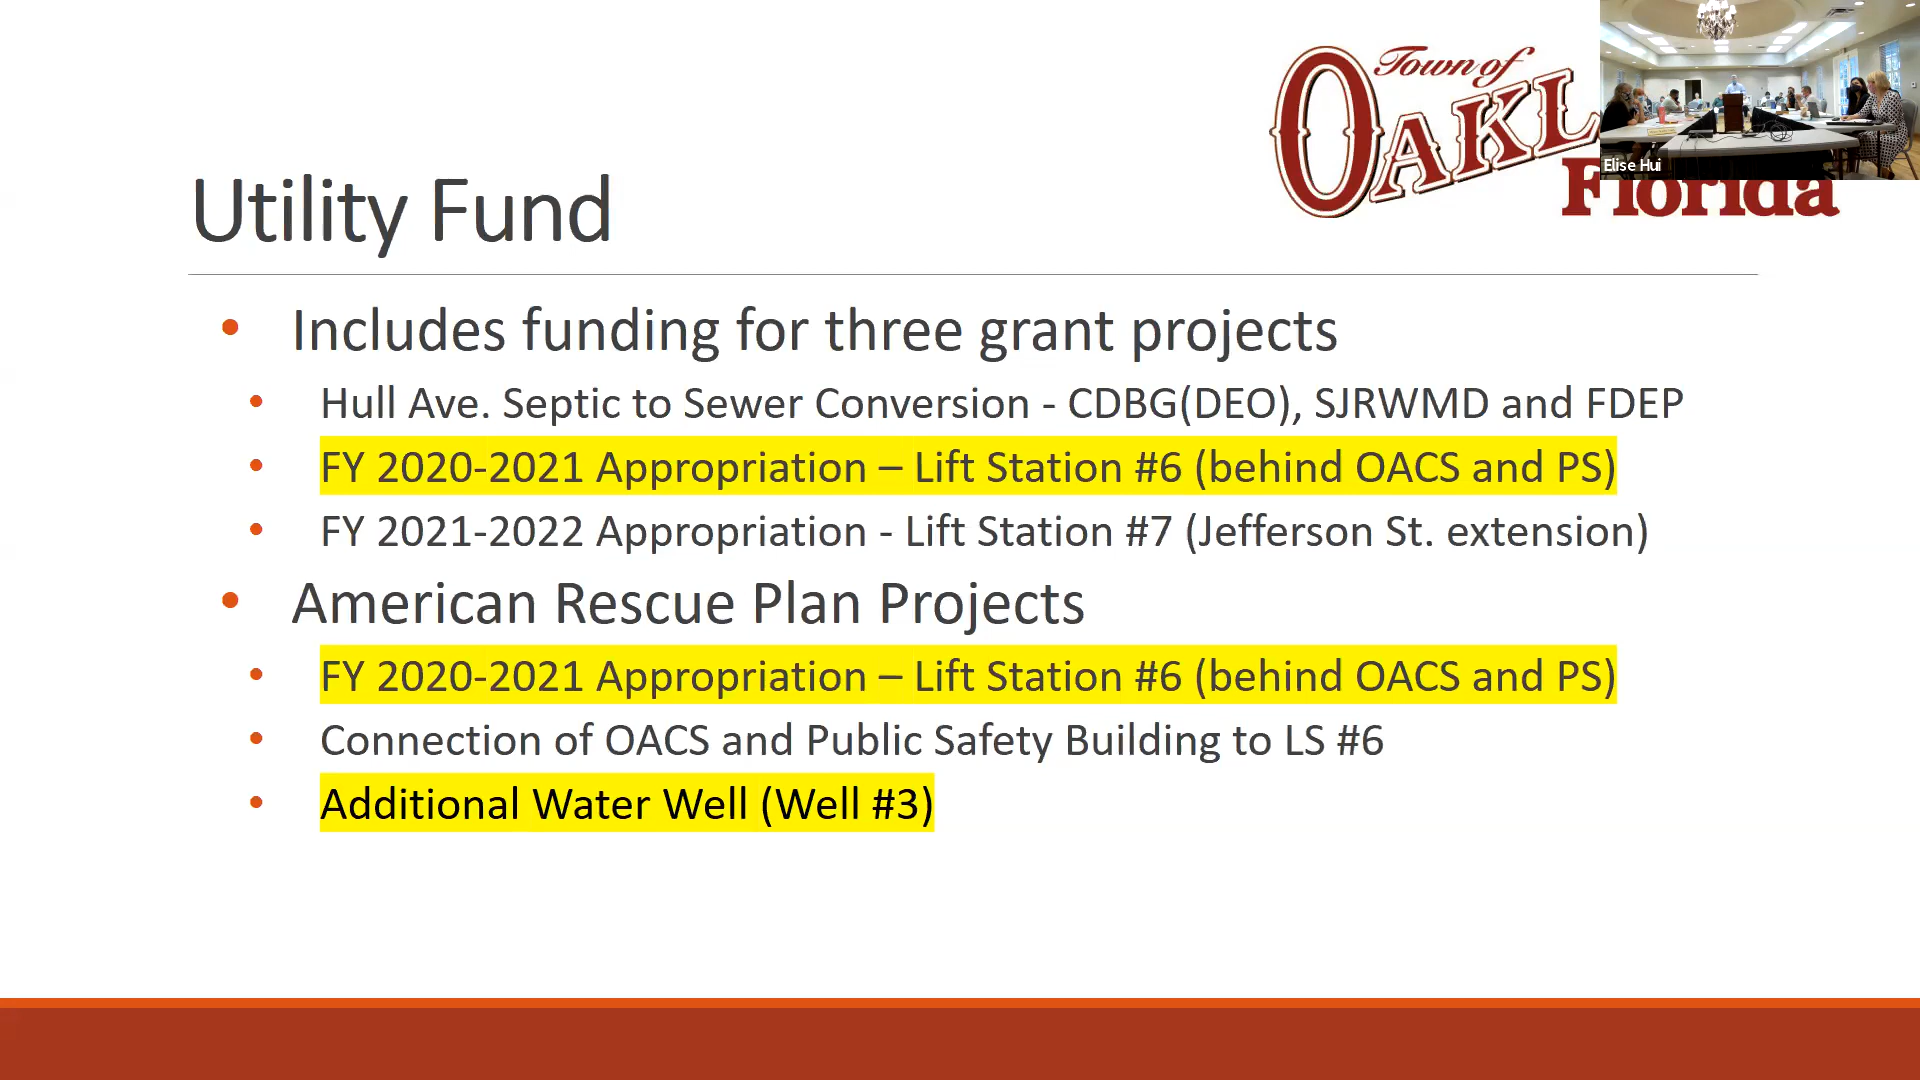 Town of
OAKL
Florida
Elise Hui
Utility Fund
• Includes funding for three grant projects
• Hull Ave. Septic to Sewer Conversion - CDBG(DEO), SJRWMD and FDEP
• FY 2020-2021 Appropriation – Lift Station #6 (behind OACS and PS)
• FY 2021-2022 Appropriation - Lift Station #7 (Jefferson St. extension)
• American Rescue Plan Projects
• FY 2020-2021 Appropriation – Lift Station #6 (behind OACS and PS)
• Connection of OACS and Public Safety Building to LS #6
• Additional Water Well (Well #3)